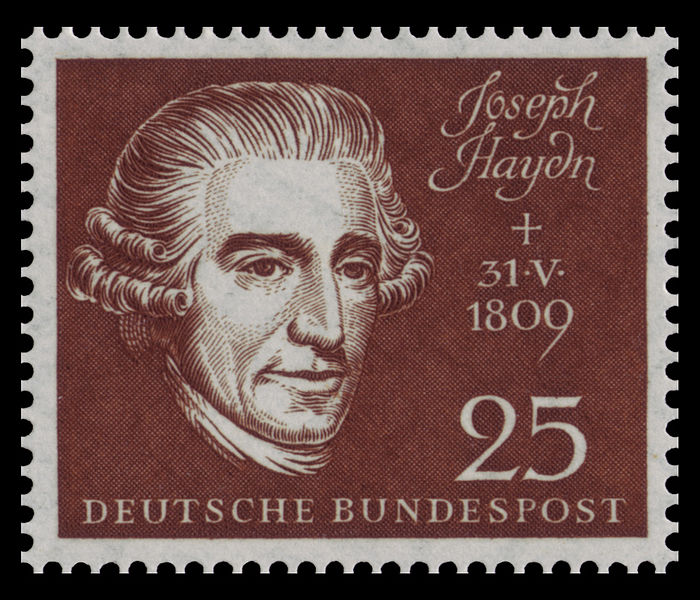 Joseph
Haydn
+
31·V·
1809
25
DEUTSCHE BUNDESPOST